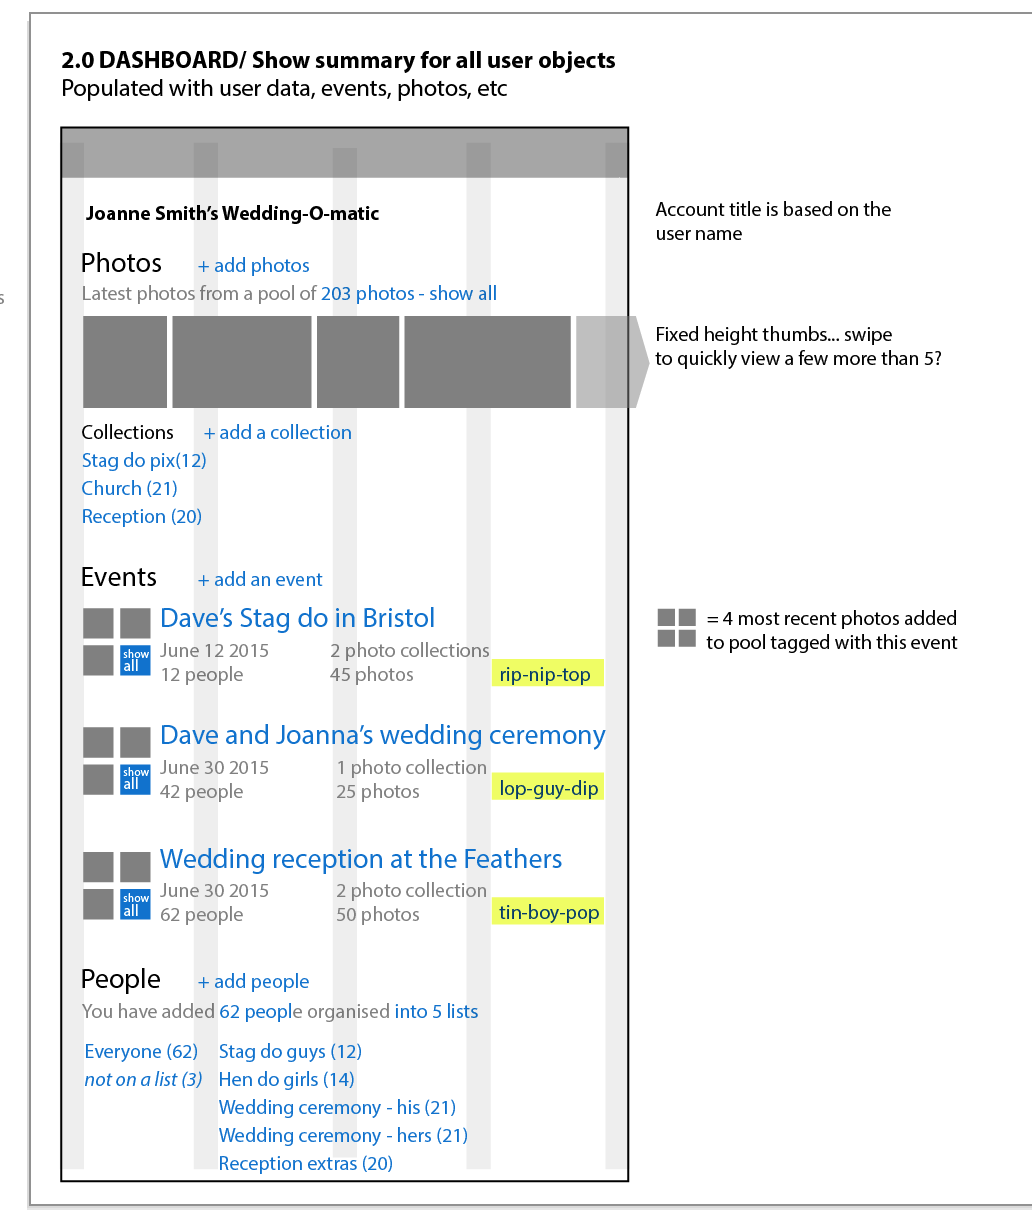 2.0 DASHBOARD/ Show summary for all user objects
Populated with user data, events, photos, etc
Joanne Smith's Wedding-O-matic
Account title is based on the
user name
Photos + add photos
Latest photos from a pool of 203 photos - show all
Fixed height thumbs... swipe
to quickly view a few more than 5?
Collections + add a collection
Stag do pix(12)
Church (21)
Reception (20)
Events + add an event
Dave's Stag do in Bristol
June 12 2015 2 photo collections
12 people 45 photos
show
all
rip-nip-top
= 4 most recent photos added
to pool tagged with this event
Dave and Joanna's wedding ceremony
June 30 2015 1 photo collection
42 people 25 photos
show
all
lop-guy-dip
Wedding reception at the Feathers
June 30 2015 2 photo collection
62 people 50 photos
show
all
tin-boy-pop
People + add people
You have added 62 people organised into 5 lists
Everyone (62) Stag do guys (12)
not on a list (3) Hen do girls (14)
Wedding ceremony - his (21)
Wedding ceremony - hers (21)
Reception extras (20)